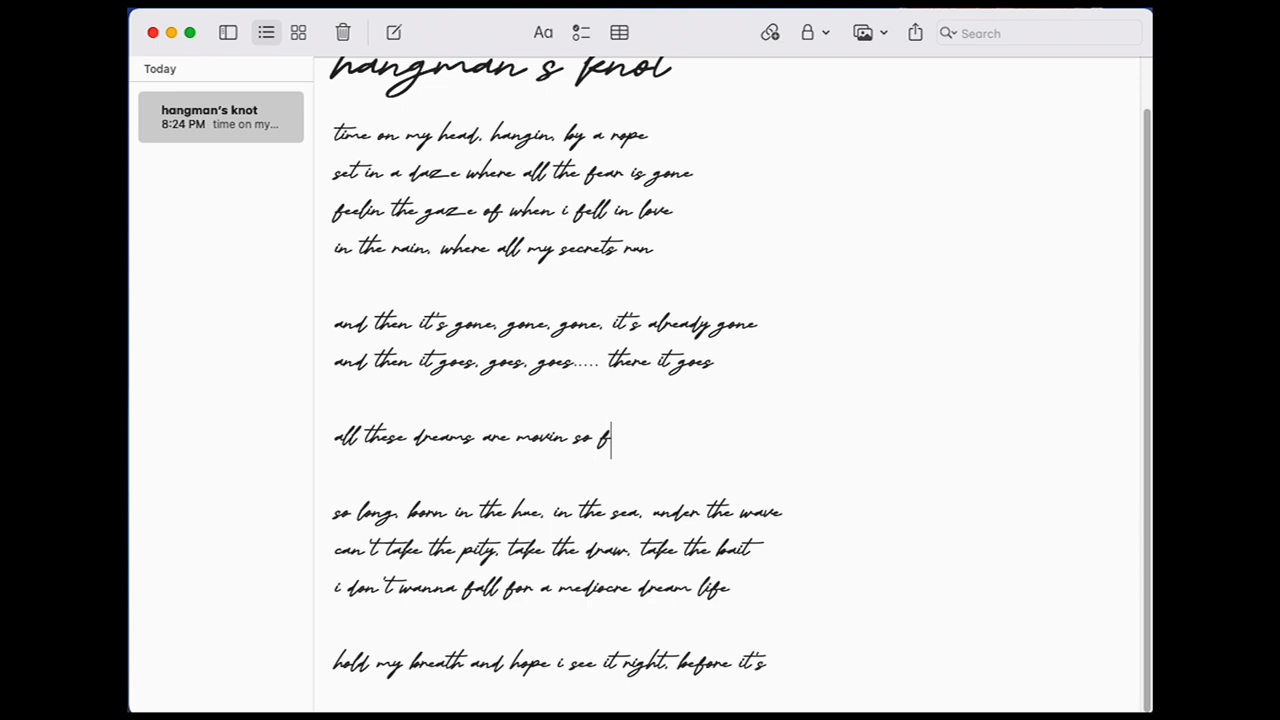 Search
Today
hangman's knot
8:24 PM time on my...
hangman's knot
time on my head, hangin, by a rope
set in a daze where all the fear is gone
feelin the gaze of when i fell in love
in the rain, where all my secrets run
and then it's gone, gone, gone, it's already gone
and then it goes, goes, goes..... there it goes
all these dreams are movin so f
so long, born in the hue, in the sea, under the wave
can't take the pity, take the draw, take the bait
i don't wanna fall for a mediocre dream life
hold my breath and hope i see it right, before it's